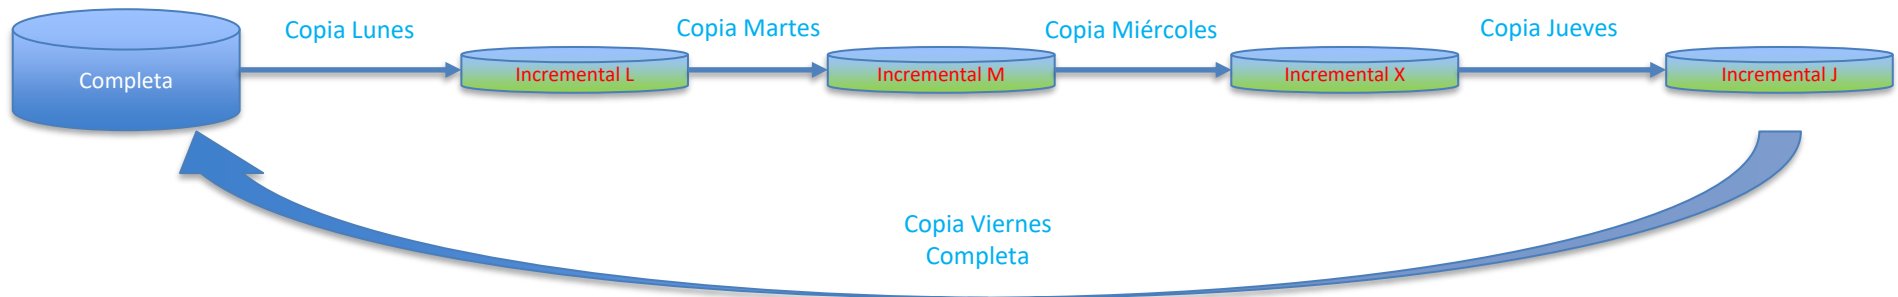 Copia Lunes
Copia Martes
Copia Miércoles
Copia Jueves
Completa
Incremental L
Incremental M
Incremental X
Incremental J
Copia Viernes
Completa